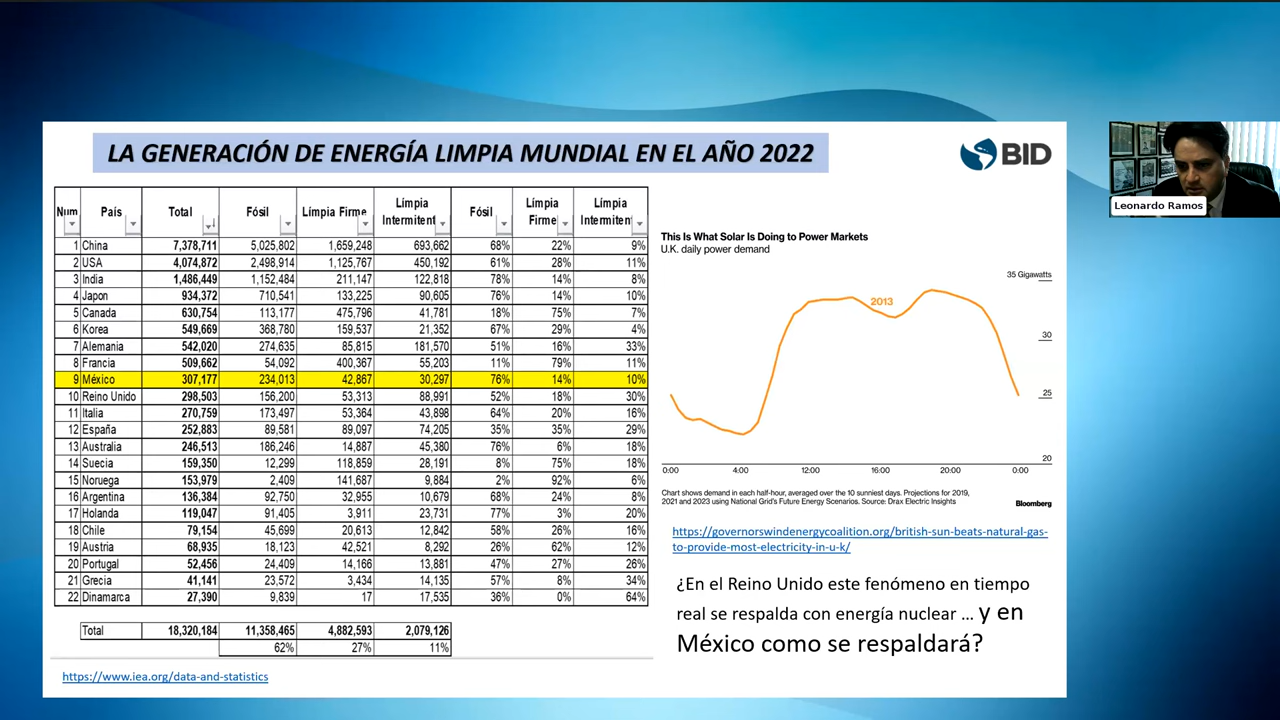 LA GENERACIÓN DE ENERGÍA LIMPIA MUNDIAL EN EL AÑO 2022
BID
Leonardo Ramos
Num País Total Fósil Límpia Firme Límpia Intermitent Fósil Límpia Firme Límpia Intermiten
1 China 7,378,711 5,025,802 1,659,248 693,662 68% 22% 9%
2 USA 4,074,872 2,498,914 1,125,767 450,192 61% 28% 11%
3 India 1,486,449 1,152,484 211,147 122,818 78% 14% 8%
4 Japon 934,372 710,541 133,225 90,605 76% 14% 10%
5 Canada 630,754 113,177 475,796 41,781 18% 75% 7%
6 Korea 549,669 368,780 159,537 21,352 67% 29% 4%
7 Alemania 542,020 274,635 85,815 181,570 51% 16% 33%
8 Francia 509,662 54,092 400,367 55,203 11% 79% 11%
9 México 307,177 234,013 42,867 30,297 76% 14% 10%
10 Reino Unido 298,503 156,200 53,313 88,991 52% 18% 30%
11 Italia 270,759 173,497 53,364 43,898 64% 20% 16%
12 España 252,883 89,581 89,097 74,205 35% 35% 29%
13 Australia 246,513 186,246 14,887 45,380 76% 6% 18%
14 Suecia 159,350 12,299 118,859 28,191 8% 75% 18%
15 Noruega 153,979 2,409 141,687 9,884 2% 92% 6%
16 Argentina 136,384 92,750 32,955 10,679 68% 24% 8%
17 Holanda 119,047 91,405 3,911 23,731 77% 3% 20%
18 Chile 79,154 45,699 20,613 12,842 58% 26% 16%
19 Austria 68,935 18,123 42,521 8,292 26% 62% 12%
20 Portugal 52,456 24,409 14,166 13,881 47% 27% 26%
21 Grecia 41,141 23,572 3,434 14,135 57% 8% 34%
22 Dinamarca 27,390 9,839 17 17,535 36% 0% 64%
Total 18,320,184 11,358,465 4,882,593 2,079,126
62% 27% 11%
https://www.iea.org/data-and-statistics
This Is What Solar Is Doing to Power Markets
U.K. daily power demand
35 Gigawatts
2013
30
25
20
0:00 4:00 12:00 16:00 20:00 0:00
Chart shows demand in each half-hour, averaged over the 10 sunniest days. Projections for 2019,
2021 and 2023 using National Grid's Future Energy Scenarios. Source: Drax Electric Insights
Bloomberg
https://governorswindenergycoalition.org/british-sun-beats-natural-gas-
to-provide-most-electricity-in-u-k/
¿En el Reino Unido este fenómeno en tiempo
real se respalda con energía nuclear ... y en
México como se respaldará?